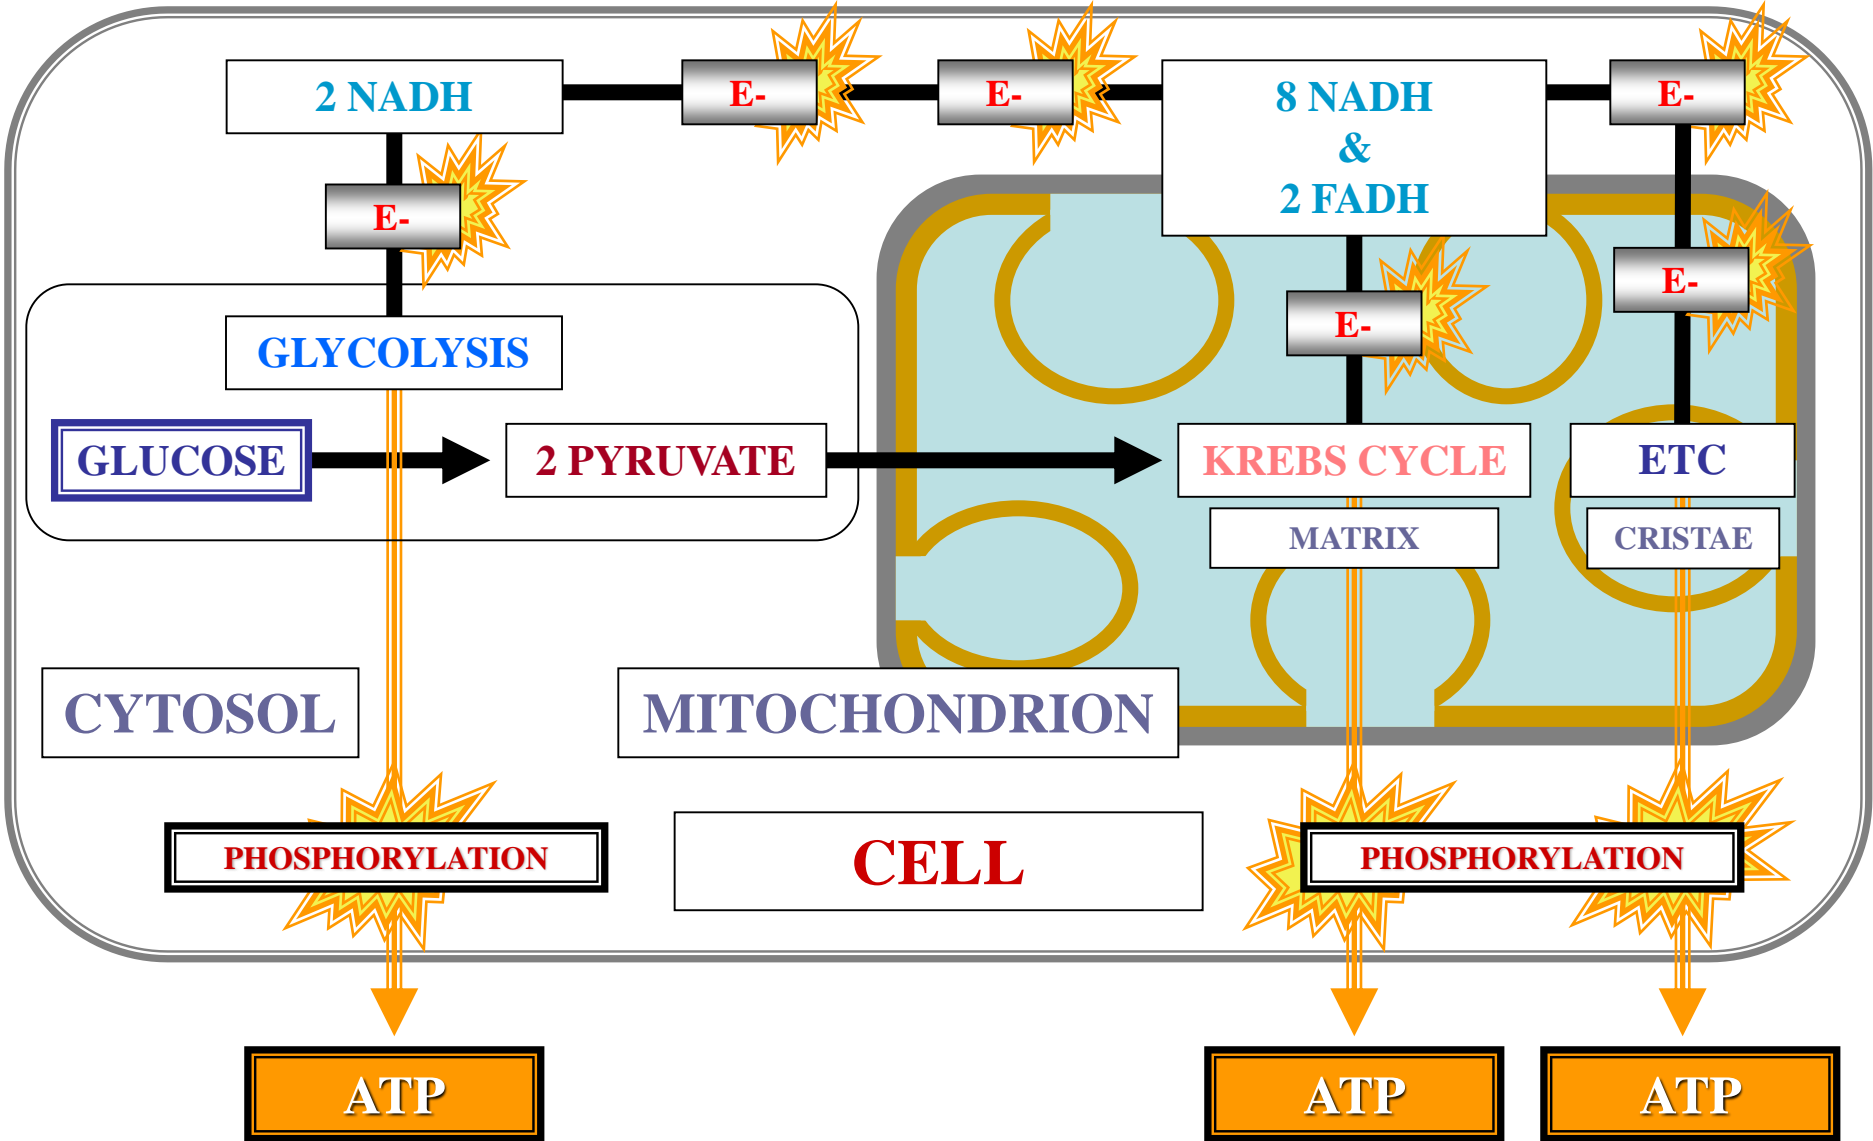 2 NADH
E-
E-
8 NADH
&
2 FADH
E-
E-
E-
E-
GLYCOLYSIS
GLUCOSE
2 PYRUVATE
KREBS CYCLE
ETC
MATRIX
CRISTAE
CYTOSOL
MITOCHONDRION
PHOSPHORYLATION
CELL
PHOSPHORYLATION
ATP
ATP
ATP